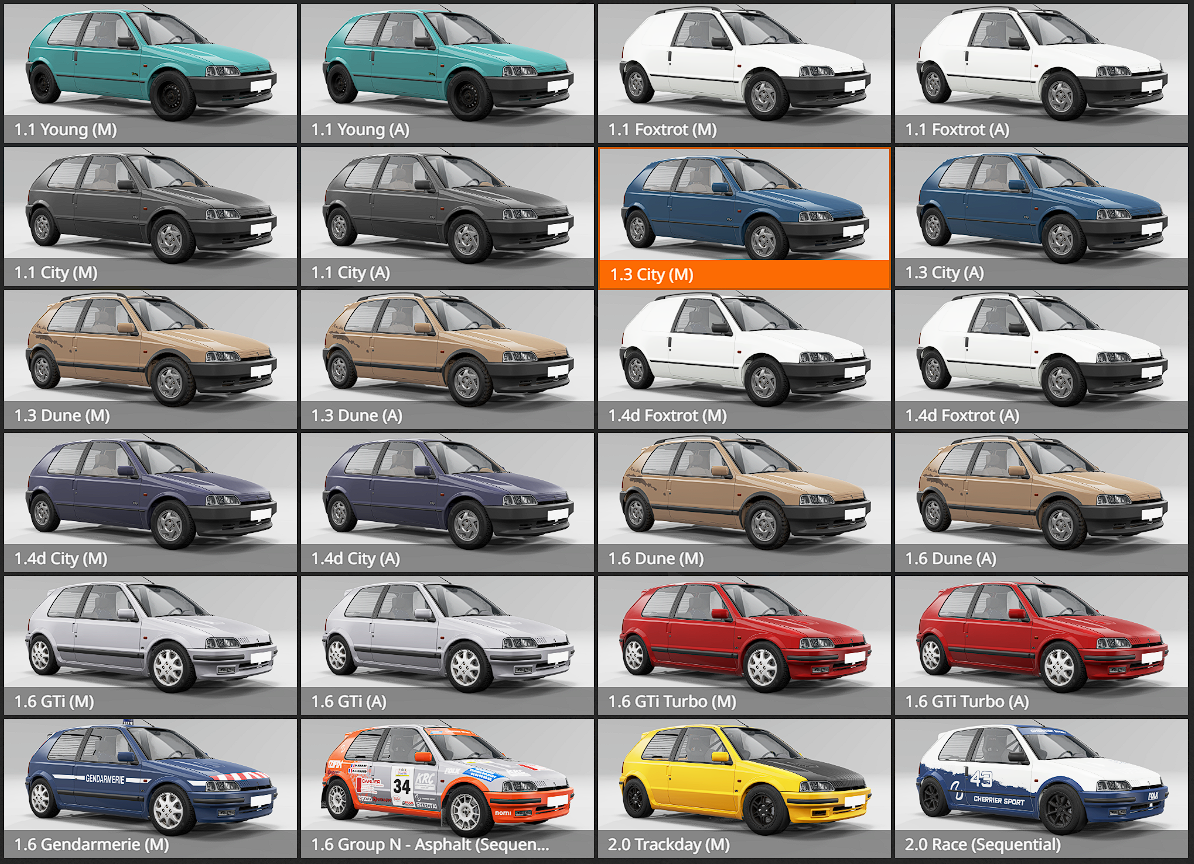 1.1 Young (M)
1.1 Young (A)
1.1 Foxtrot (M)
1.1 Foxtrot (A)
1.1 City (M)
1.1 City (A)
1.3 City (M)
1.3 City (A)
1.3 Dune (M)
1.3 Dune (A)
1.4d Foxtrot (M)
1.4d Foxtrot (A)
1.4d City (M)
1.4d City (A)
1.6 Dune (M)
1.6 Dune (A)
1.6 GTi (M)
1.6 GTi (A)
1.6 GTi Turbo (M)
1.6 GTi Turbo (A)
GENDARMERIE
1.6 Gendarmerie (M)
34
KRC
nomi
1.6 Group N - Asphalt (Sequen...
2.0 Trackday (M)
43
CHERRIER SPORT
2.0 Race (Sequential)